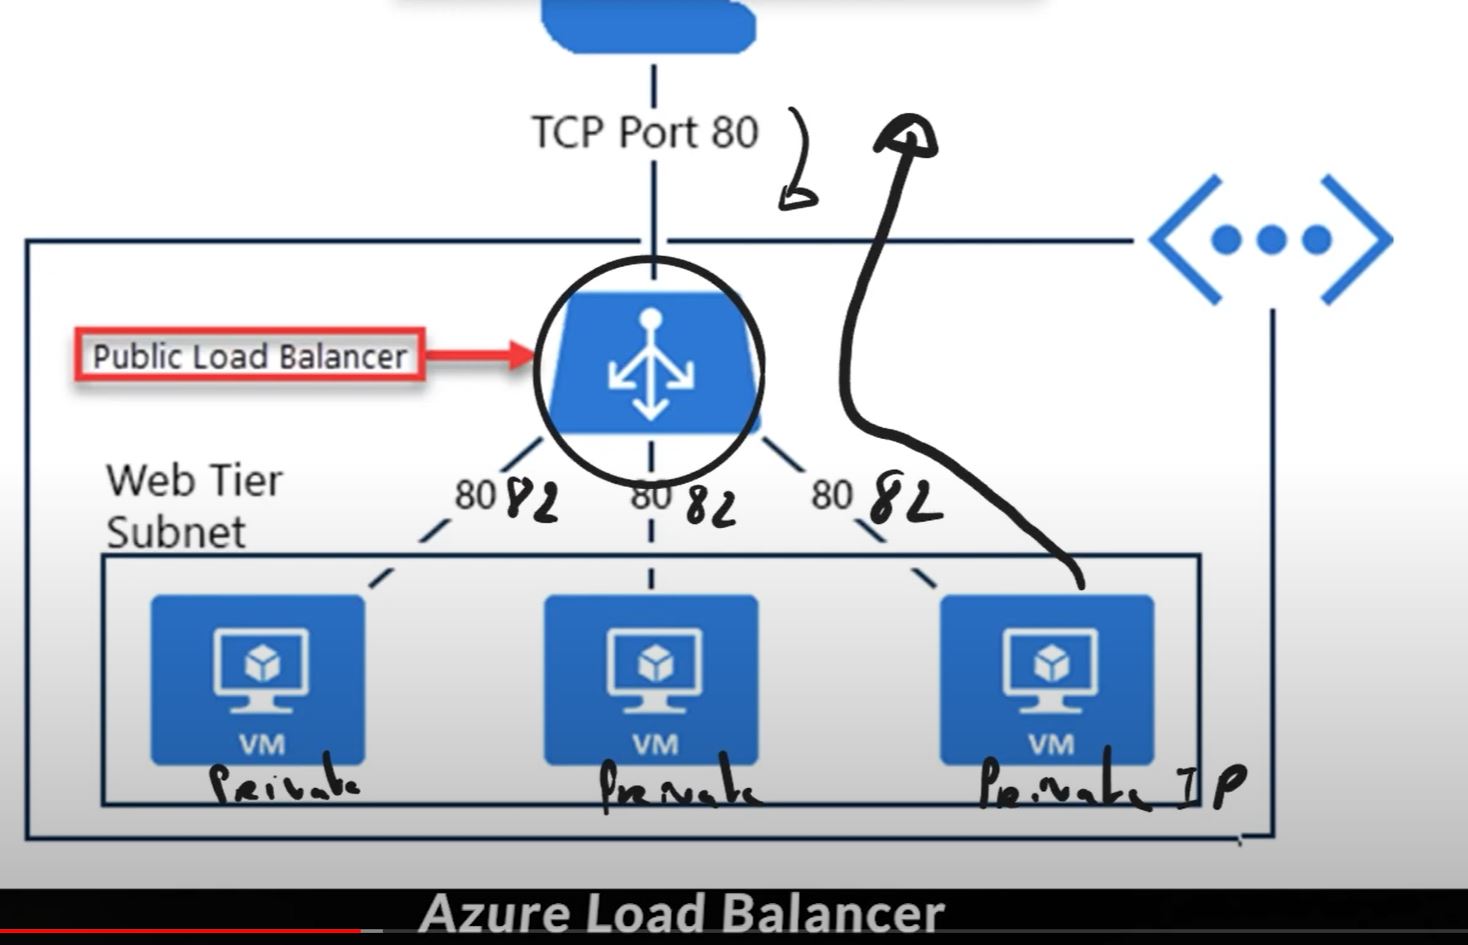 TCP Port 80
Public Load Balancer
Web Tier
Subnet
80 82 80 82 80 82
VM VM VM
Private Private Private IP
Azure Load Balancer